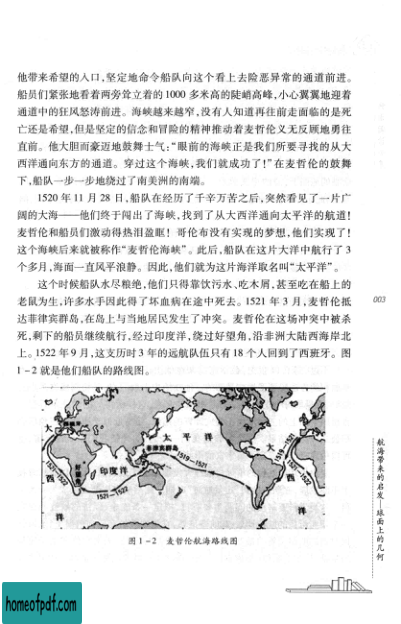 他带来希望的入口,坚定地命令船队向这个看上去险恶异常的通道前进。
船员们紧张地看着两旁耸立着的1000多米高的陡峭高峰,小心翼翼地迎着
通道中的狂风怒涛前进。海峡越来越窄,没有人知道再往前走面临的是死
亡还是希望,但是坚定的信念和冒险的精神推动着麦哲伦义无反顾地勇往
直前。他大胆而豪迈地鼓舞士气:“眼前的海峡正是我们所要寻找的从大
西洋通向东方的通道。穿过这个海峡,我们就成功了!”在麦哲伦的鼓舞
下,船队一步一步地绕过了南美洲的南端。
1520年11月28日,船队在经历了千辛万苦之后,突然看见了一片广
阔的大海——他们终于闯出了海峡,找到了从大西洋通向太平洋的航道!
麦哲伦和船员们激动得热泪盈眶!哥伦布没有实现的梦想,他们实现了!
这个海峡后来就被称作“麦哲伦海峡”。此后,船队在这片大洋中航行了3
个多月,海面一直风平浪静。因此,他们就为这片海洋取名叫“太平洋”。
这个时候船队水尽粮绝,他们只得靠饮污水、吃木屑,甚至吃在船上的
老鼠为生,许多水手因此得了坏血病在途中死去。1521年3月,麦哲伦抵
达菲律宾群岛,在岛上与当地居民发生了冲突。麦哲伦在这场冲突中被杀
死,剩下的船员继续航行,经过印度洋,绕过好望角,沿非洲大陆西海岸北
上。1522年9月,这支历时3年的远航队伍只有18个人回到了西班牙。图
1-2就是他们船队的路线图。
003
大
西
洋
印度洋
好望角
菲律宾群岛
太平洋
1519—1521
1521—1522
1521—1522
大
西
洋
1519—1521
1521—1522
图1-2 麦哲伦航海路线图
航海带来的启发——球面上的几何
homeofpdf.com